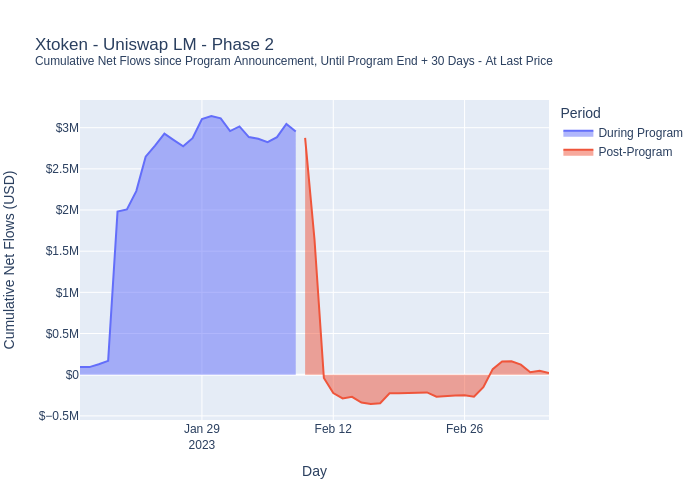 Xtoken - Uniswap LM - Phase 2
Cumulative Net Flows since Program Announcement, Until Program End + 30 Days - At Last Price
Period
During Program
Post-Program
Cumulative Net Flows (USD)
$3M
$2.5M
$2M
$1.5M
$1M
$0.5M
$0
$−0.5M
Jan 29
2023
Feb 12
Feb 26
Day